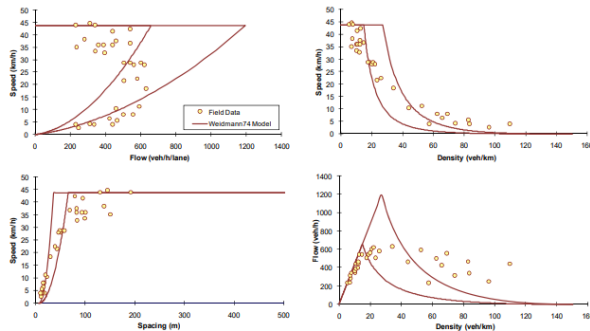 Speed (km/h)
50
45
40
35
30
25
20
15
10
5
0
Field Data
Weidmann74 Model
0 200 400 600 800 1000 1200 1400
Flow (veh/h/lane)
Speed (km/h)
50
45
40
35
30
25
20
15
10
5
0
0 20 40 60 80 100 120 140 16
Density (veh/km)
Speed (km/h)
50
45
40
35
30
25
20
15
10
5
0
0 100 200 300 400 500
Spacing (m)
Flow (veh/h)
1400
1200
1000
800
600
400
200
0
0 20 40 60 80 100 120 140 16
Density (veh/km)